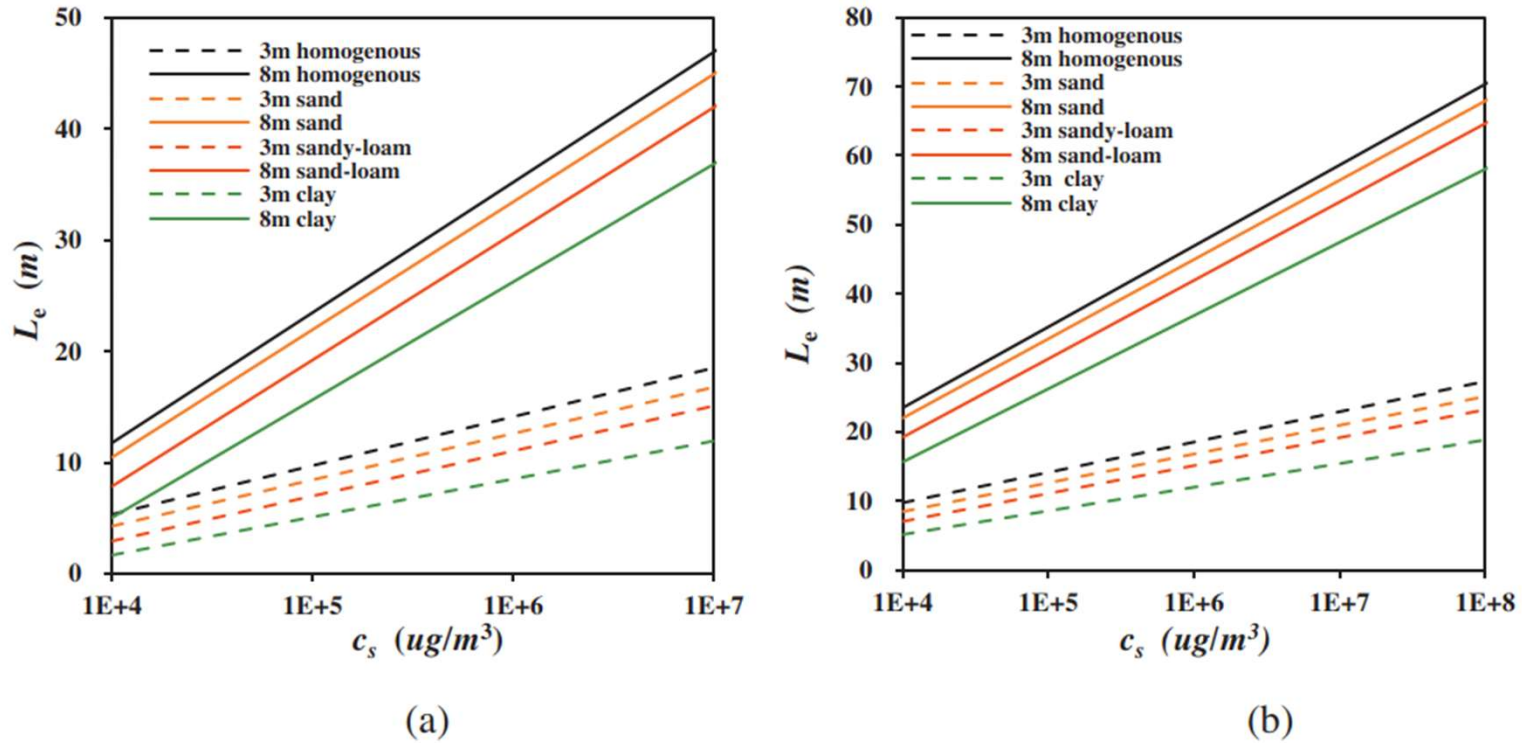 50
40
30
20
10
0
L_e (m)
3m homogenous
8m homogenous
3m sand
8m sand
3m sandy-loam
8m sand-loam
3m clay
8m clay
1E+4 1E+5 1E+6 1E+7
c_s (ug/m³)
(a)
80
70
60
50
40
30
20
10
0
L_e (m)
3m homogenous
8m homogenous
3m sand
8m sand
3m sandy-loam
8m sand-loam
3m clay
8m clay
1E+4 1E+5 1E+6 1E+7 1E+8
c_s (ug/m³)
(b)